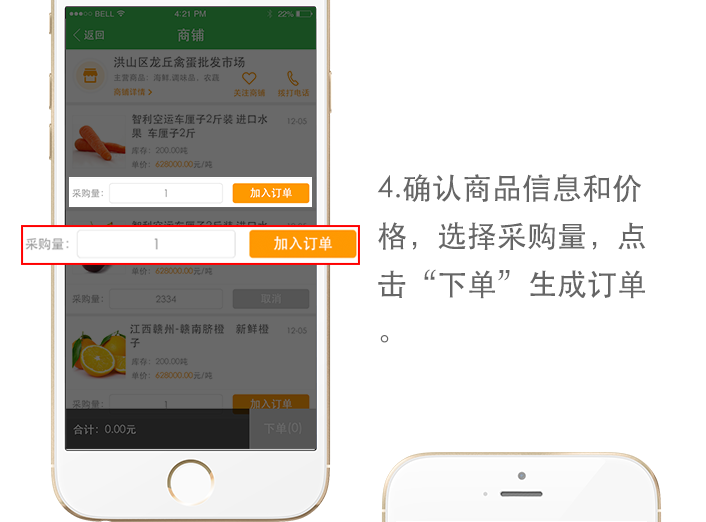 BELL
4:21 PM
22%
返回
商铺
洪山区龙丘禽蛋批发市场
主营商品：海鲜.调味品，农蔬
商铺详情
关注商铺
拨打电话
智利空运车厘子2斤装 进口水
果 车厘子2斤
12-05
库存：200.00吨
单价：638000.00元/吨
采购量：
1
加入订单
采购量：
1
加入订单
采购量：
2334
取消
江西赣州-赣南脐橙 新鲜橙
子
12-05
库存：200.00吨
单价：638000.00元/吨
采购量：
1
加入订单
合计：0.00元
下单(0)
4.确认商品信息和价
格，选择采购量，点
击“下单”生成订单
。